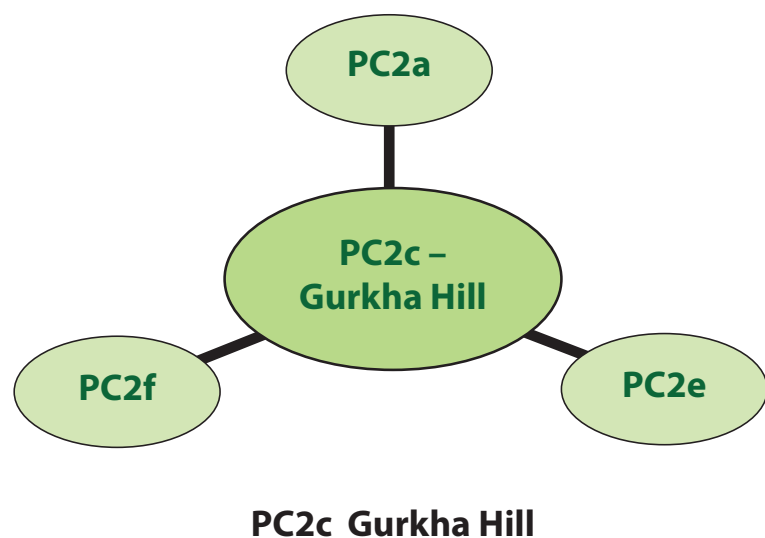 PC2a
PC2c –
Gurkha Hill
PC2f
PC2e
PC2c Gurkha Hill